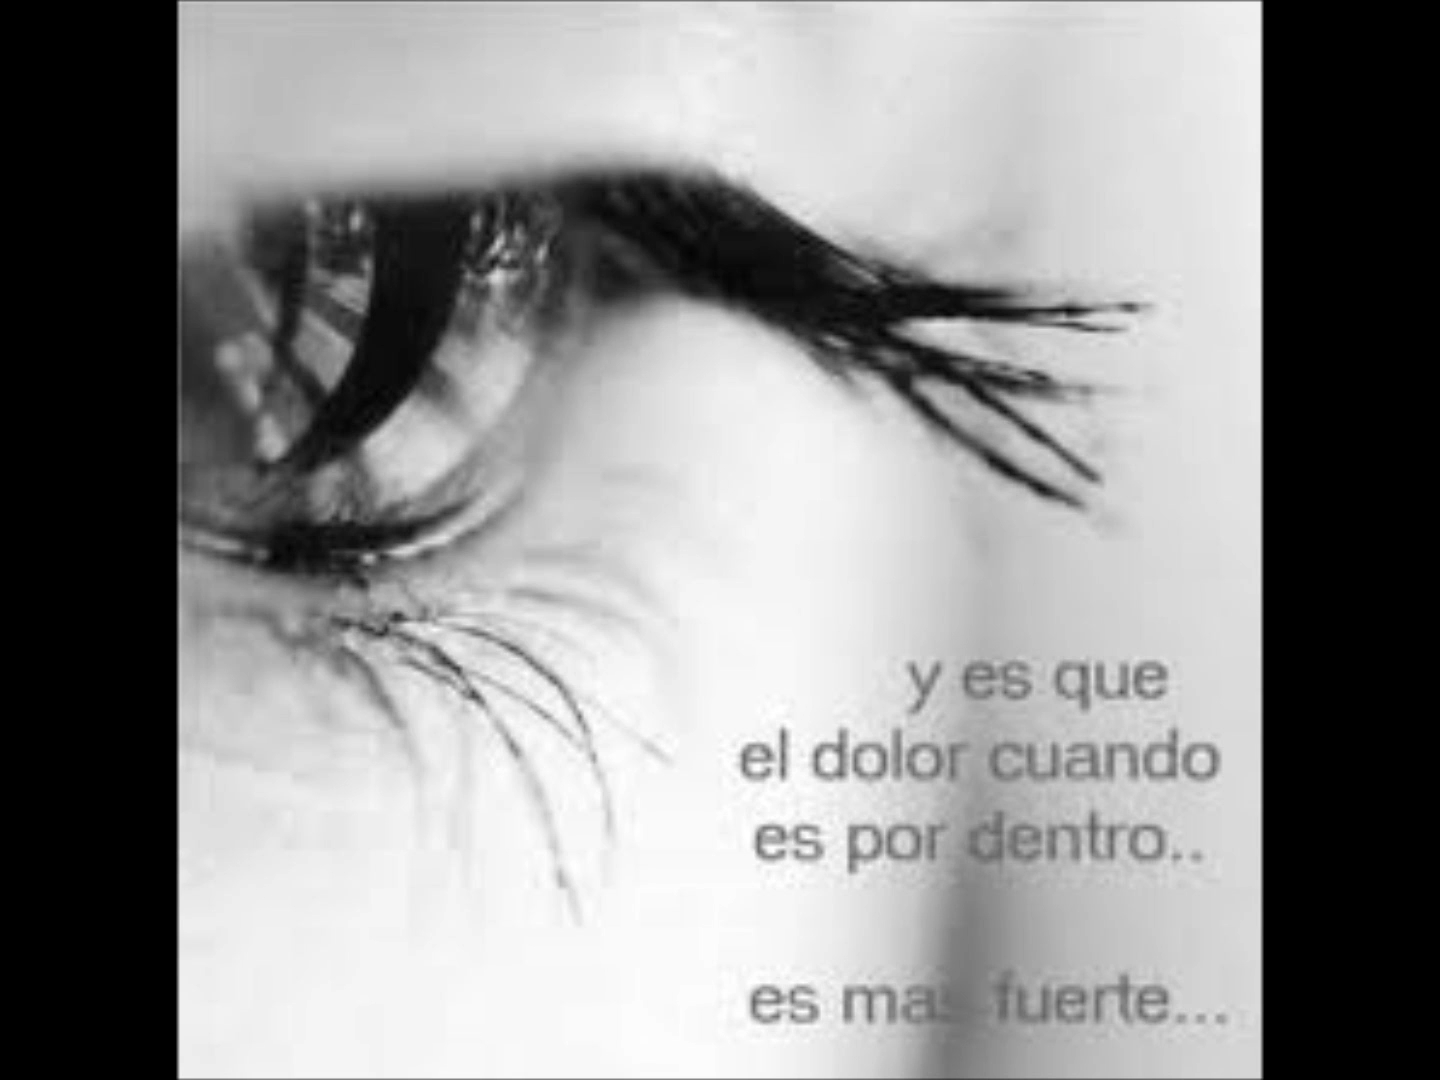 y es que
el dolor cuando
es por dentro..
es mas fuerte...